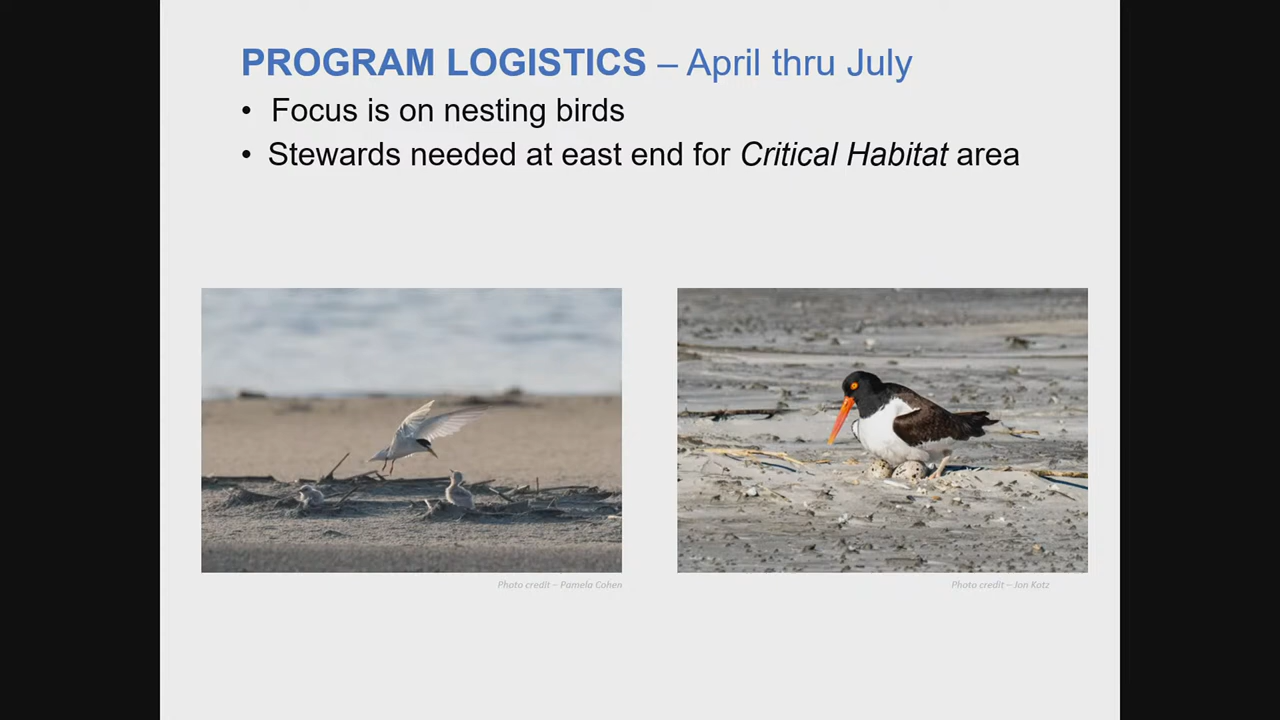 PROGRAM LOGISTICS – April thru July
• Focus is on nesting birds
• Stewards needed at east end for Critical Habitat area
Photo credit – Pamela Cohen
Photo credit – Jon Kotz